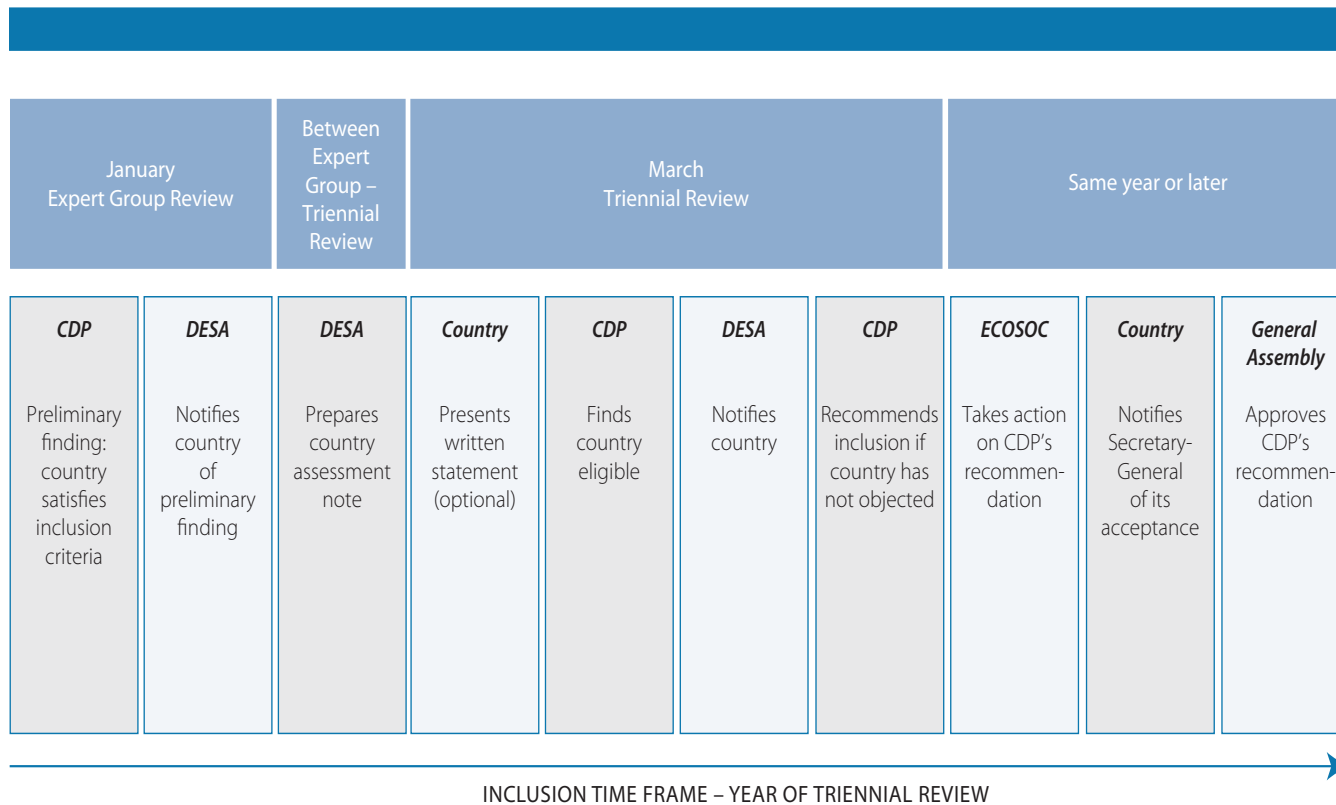 January
Expert Group Review
Between
Expert
Group –
Triennial
Review
March
Triennial Review
Same year or later
CDP
Preliminary
finding:
country
satisfies
inclusion
criteria
DESA
Notifies
country
of
preliminary
finding
DESA
Prepares
country
assessment
note
Country
Presents
written
statement
(optional)
CDP
Finds
country
eligible
DESA
Notifies
country
CDP
Recommends
inclusion if
country has
not objected
ECOSOC
Takes action
on CDP's
recommen-
dation
Country
Notifies
Secretary-
General
of its
acceptance
General
Assembly
Approves
CDP's
recommen-
dation
INCLUSION TIME FRAME – YEAR OF TRIENNIAL REVIEW